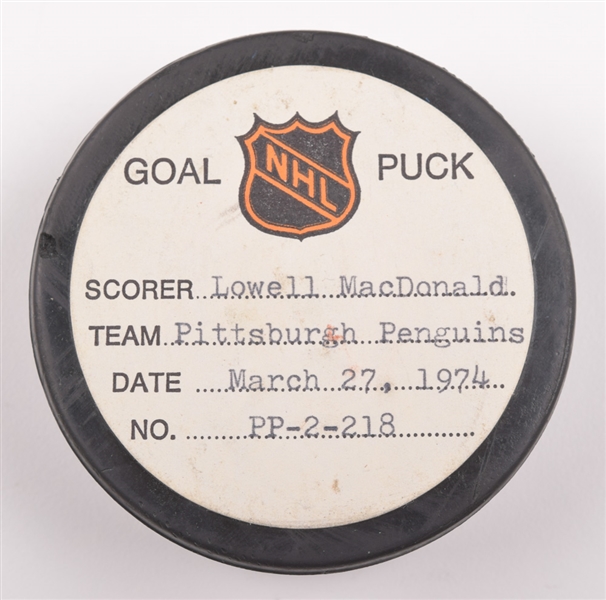 GOAL NHL PUCK
SCORER Lowell MacDonald.
TEAM Pittsburgh Penguins
DATE March 27, 1974
NO. PP-2-218